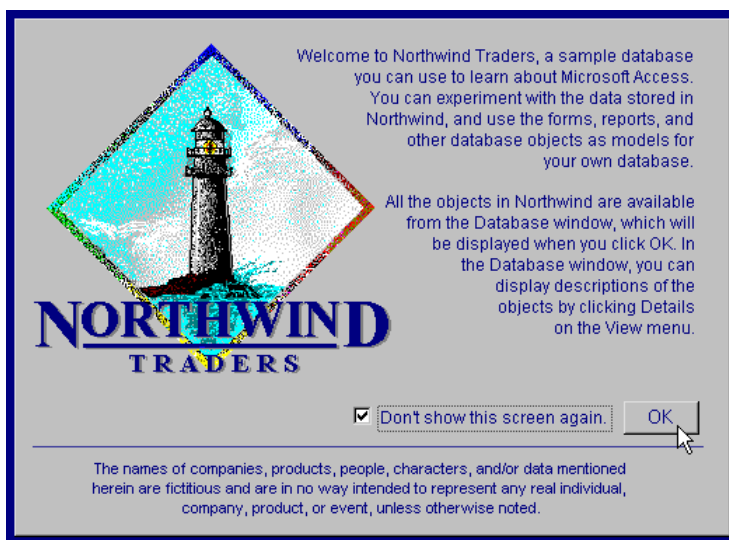 Welcome to Northwind Traders, a sample database
you can use to learn about Microsoft Access.
You can experiment with the data stored in
Northwind, and use the forms, reports, and
other database objects as models for
your own database.
All the objects in Northwind are available
from the Database window, which will
be displayed when you click OK. In
the Database window, you can
display descriptions of the
objects by clicking Details
on the View menu.
NORTHWIND
TRADERS
Don't show this screen again.
OK
The names of companies, products, people, characters, and/or data mentioned
herein are fictitious and are in no way intended to represent any real individual,
company, product, or event, unless otherwise noted.